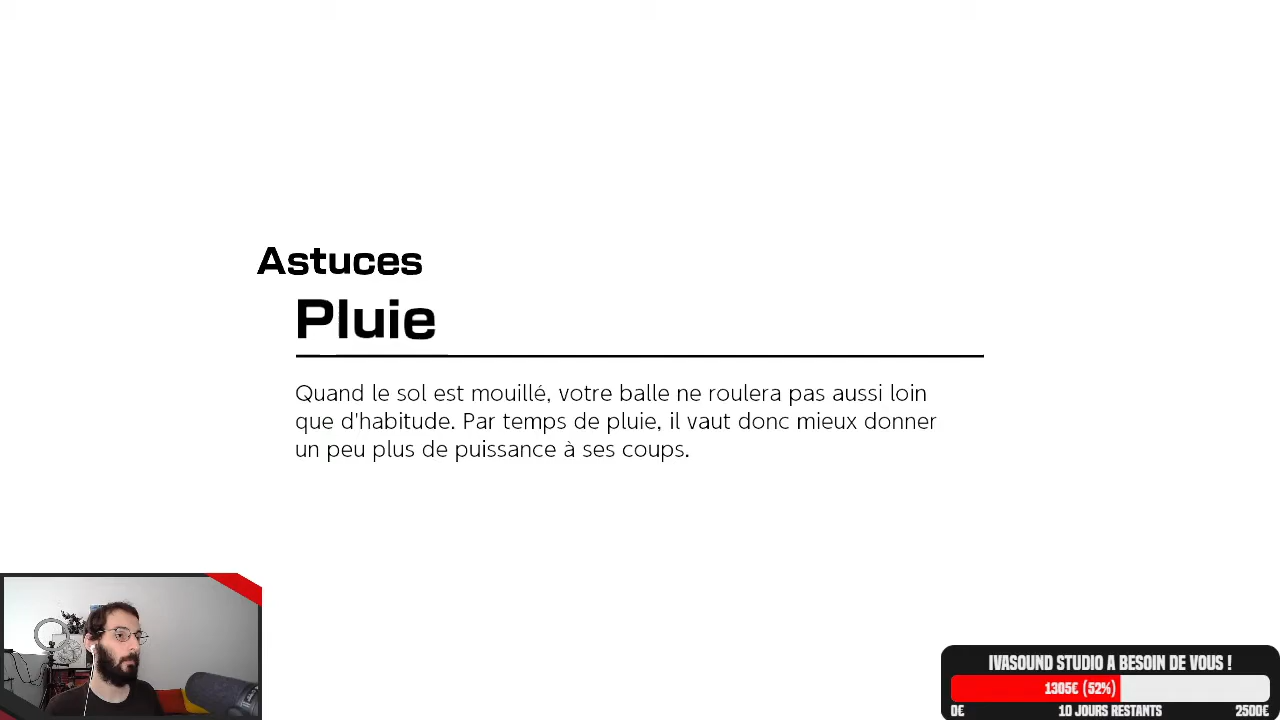 Astuces
Pluie
Quand le sol est mouillé, votre balle ne roulera pas aussi loin
que d'habitude. Par temps de pluie, il vaut donc mieux donner
un peu plus de puissance à ses coups.
IVASOUND STUDIO A BESOIN DE VOUS !
1305€ (52%)
0€ 10 JOURS RESTANTS 2500€